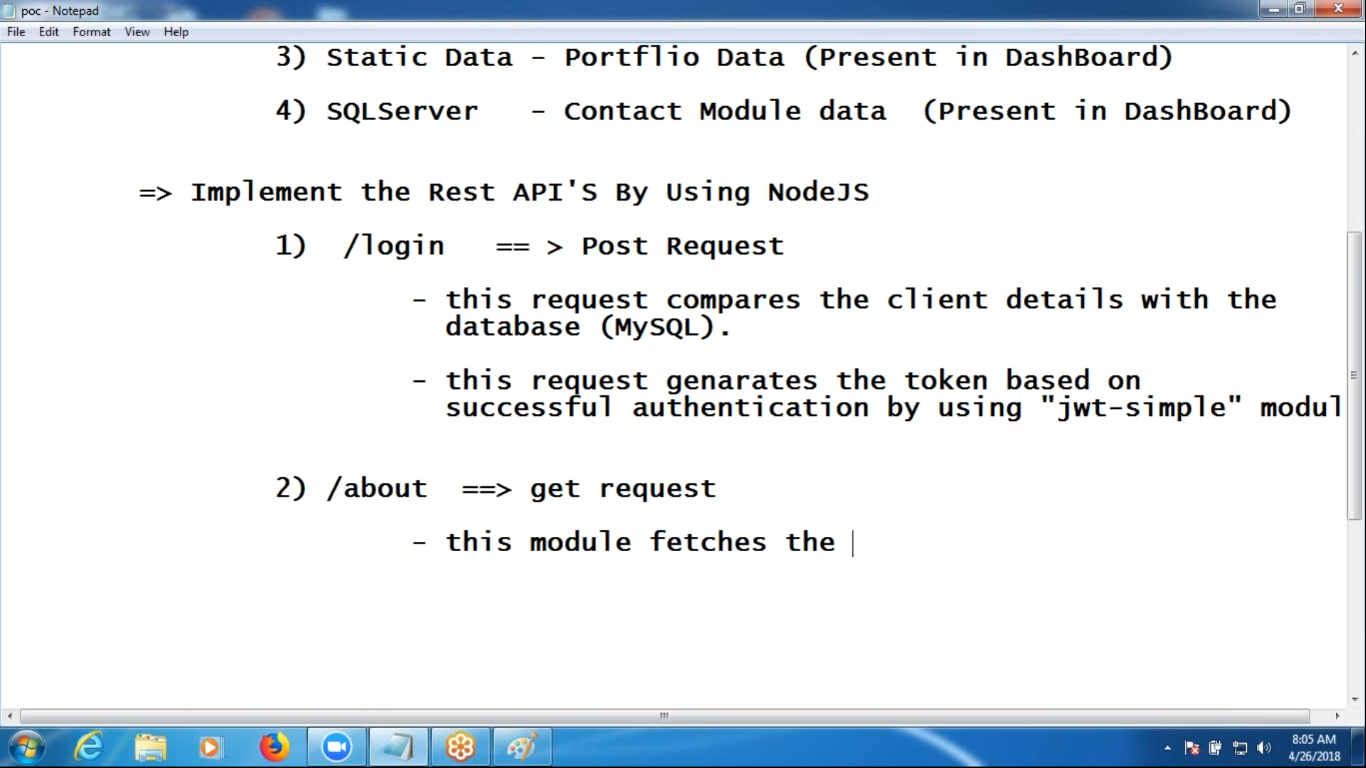 poc - Notepad
File Edit Format View Help
3) Static Data - Portflio Data (Present in DashBoard)
4) SQLServer - Contact Module data (Present in DashBoard)
=> Implement the Rest API'S By Using NodeJS
1) /login == > Post Request
- this request compares the client details with the
database (MySQL).
- this request genarates the token based on
successful authentication by using "jwt-simple" modul
2) /about ==> get request
- this module fetches the
8:05 AM
4/26/2018